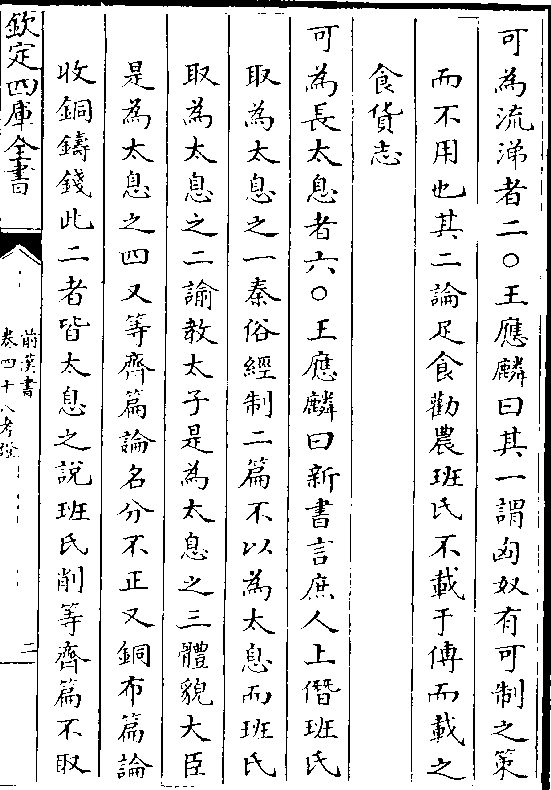 可為流涕者二○王應麟曰其一謂匈奴有可制之策
而不用也其二論足食勸農班氏不載于傳而載之
食貨志
可為長太息者六○王應麟曰新書言庶人上僭班氏
取為太息之一秦俗經制二篇不以為太息而班氏
取為太息之二諭教太子是為太息之三體貌大臣
是為太息之四又等齊篇論名分不正又銅布篇論
收銅鑄錢此二者皆太息之說班氏削等齊篇不取
欽定四庫全書
前漢書
卷四十八考證
二